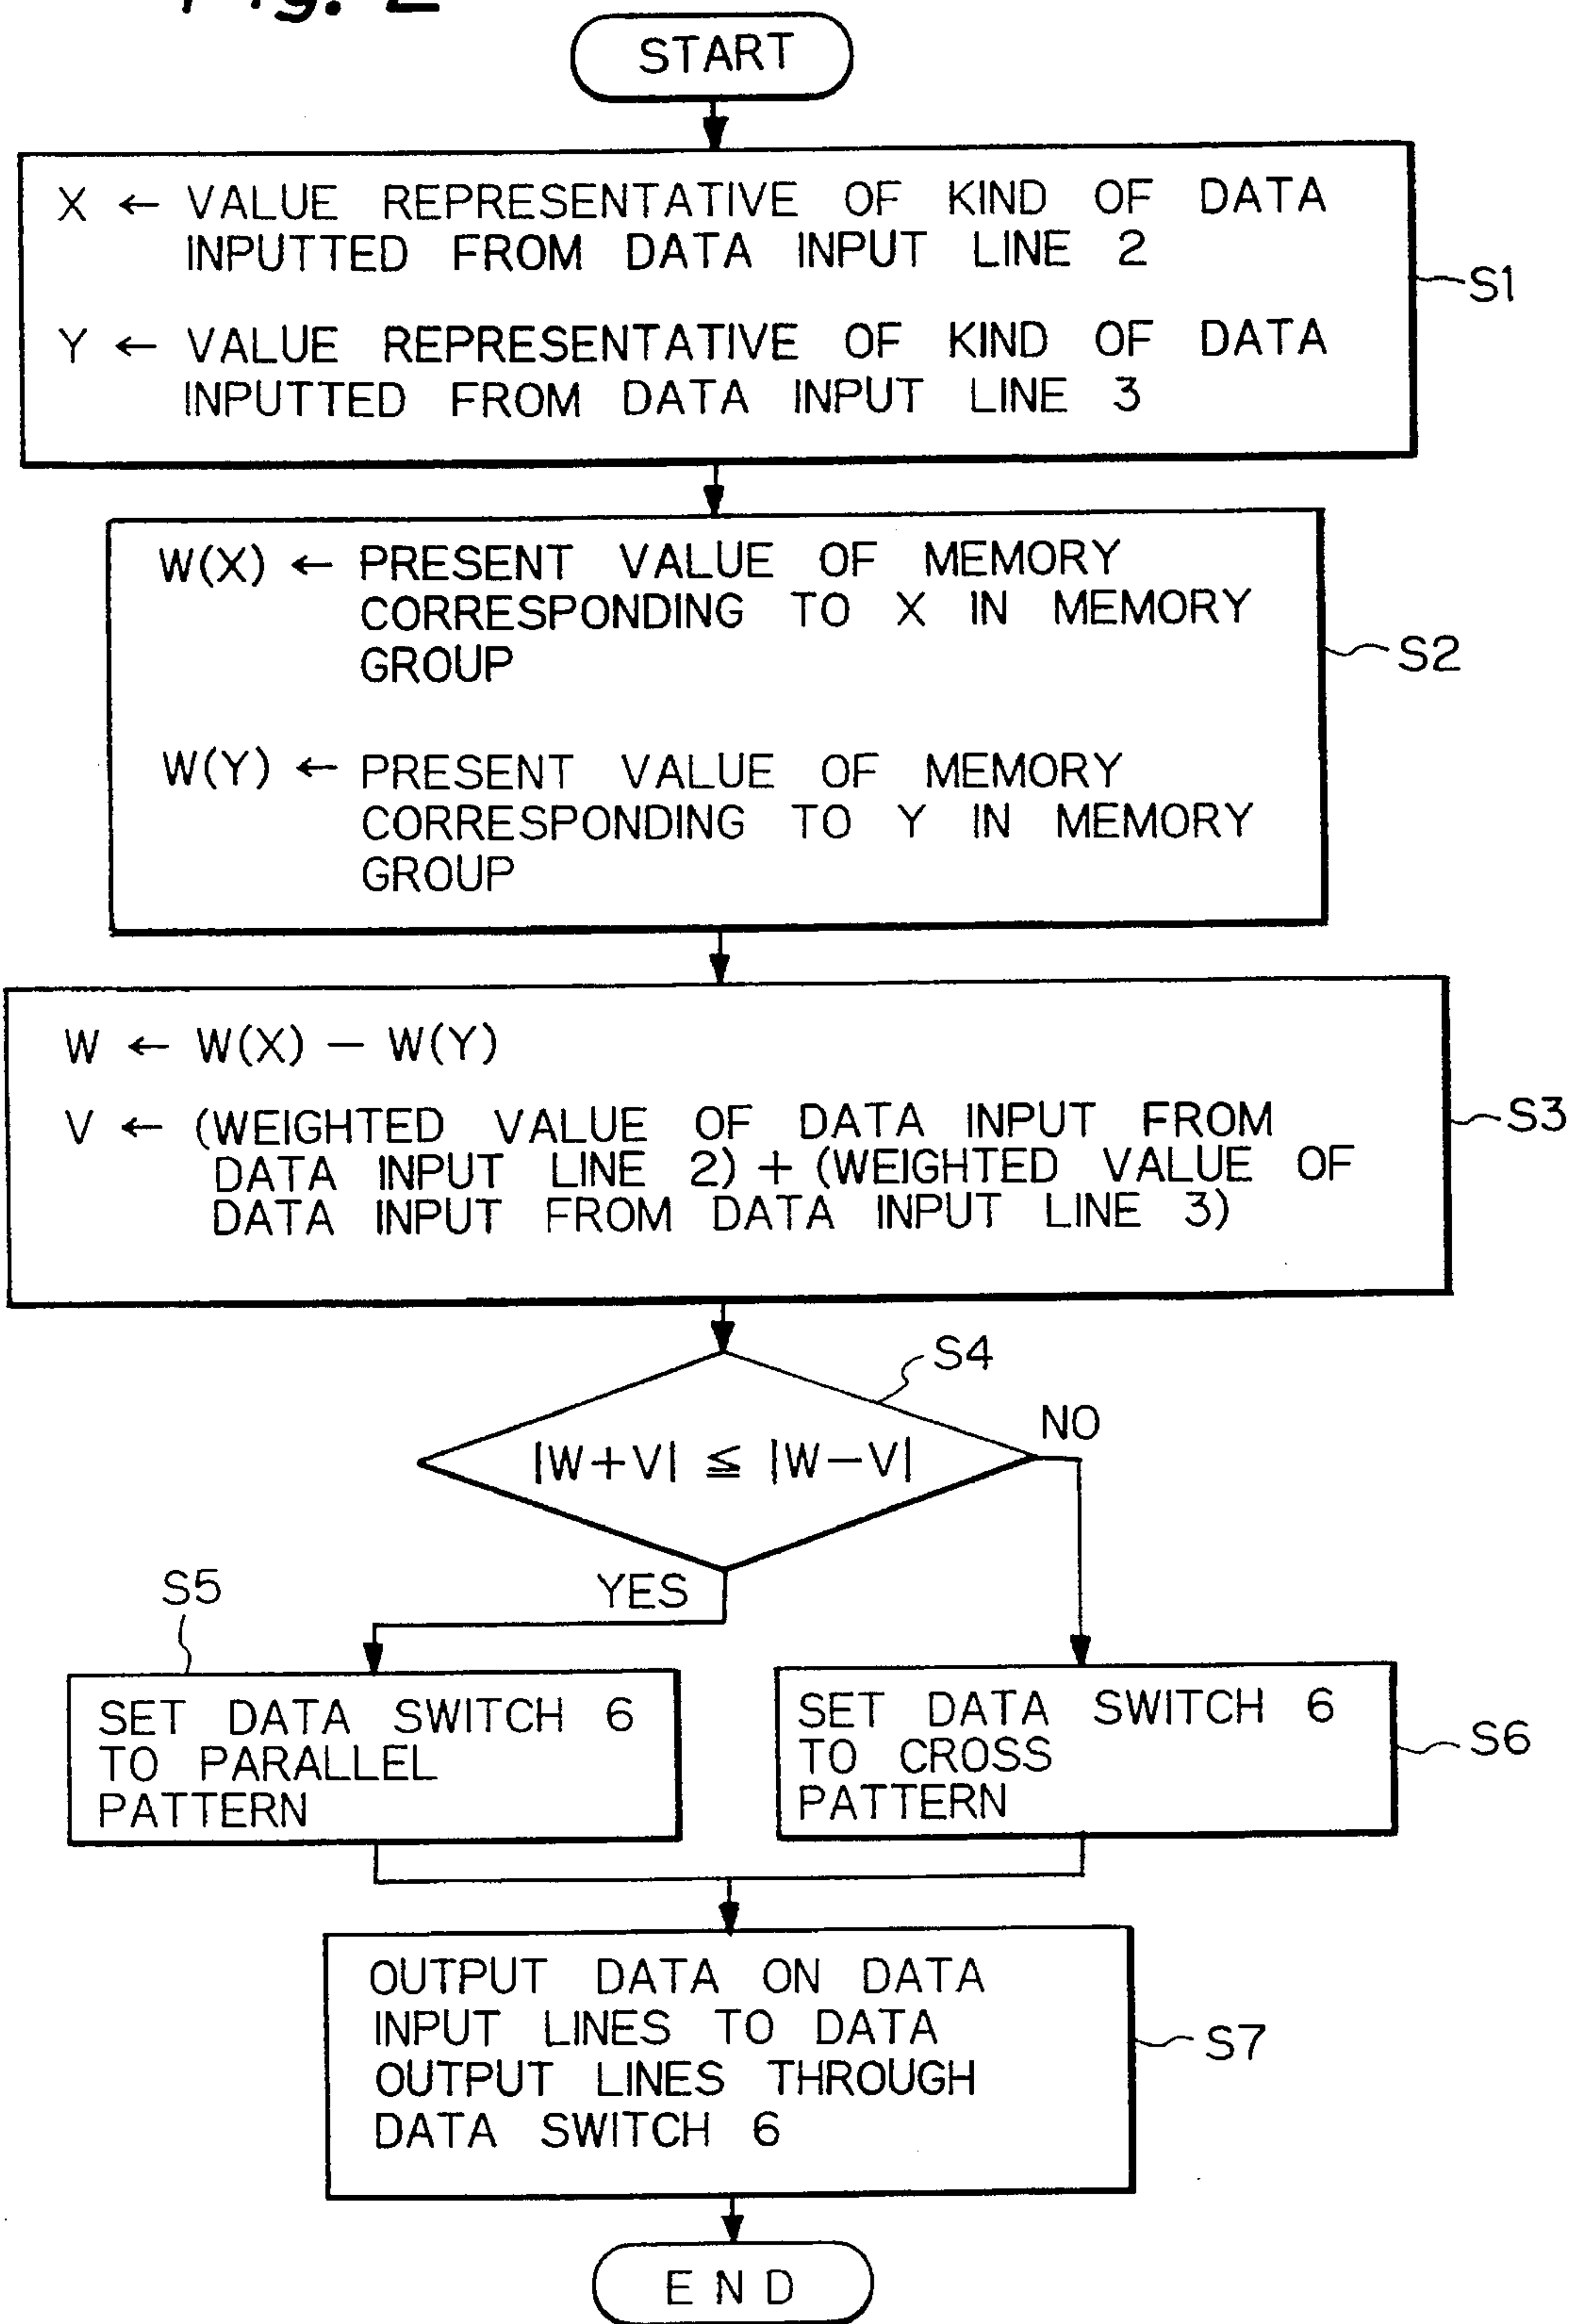 Fig. 2
START
X ← VALUE REPRESENTATIVE OF KIND OF DATA
INPUTTED FROM DATA INPUT LINE 2
Y ← VALUE REPRESENTATIVE OF KIND OF DATA
INPUTTED FROM DATA INPUT LINE 3
S1
W(X) ← PRESENT VALUE OF MEMORY
CORRESPONDING TO X IN MEMORY
GROUP
W(Y) ← PRESENT VALUE OF MEMORY
CORRESPONDING TO Y IN MEMORY
GROUP
S2
W ← W(X) − W(Y)
V ← (WEIGHTED VALUE OF DATA INPUT FROM
DATA INPUT LINE 2) + (WEIGHTED VALUE OF
DATA INPUT FROM DATA INPUT LINE 3)
S3
S4
|W+V| ≦ |W−V|
NO
YES
S5
SET DATA SWITCH 6
TO PARALLEL
PATTERN
SET DATA SWITCH 6
TO CROSS
PATTERN
S6
OUTPUT DATA ON DATA
INPUT LINES TO DATA
OUTPUT LINES THROUGH
DATA SWITCH 6
S7
END